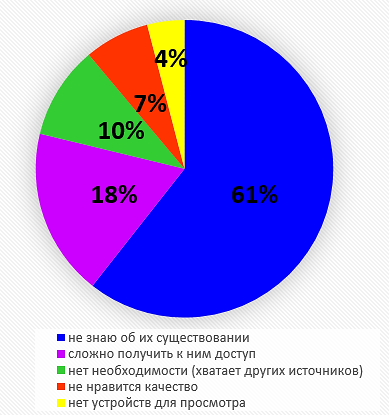 4%
7%
10%
18%
61%
не знаю об их существовании
сложно получить к ним доступ
нет необходимости (хватает других источников)
не нравится качество
нет устройств для просмотра